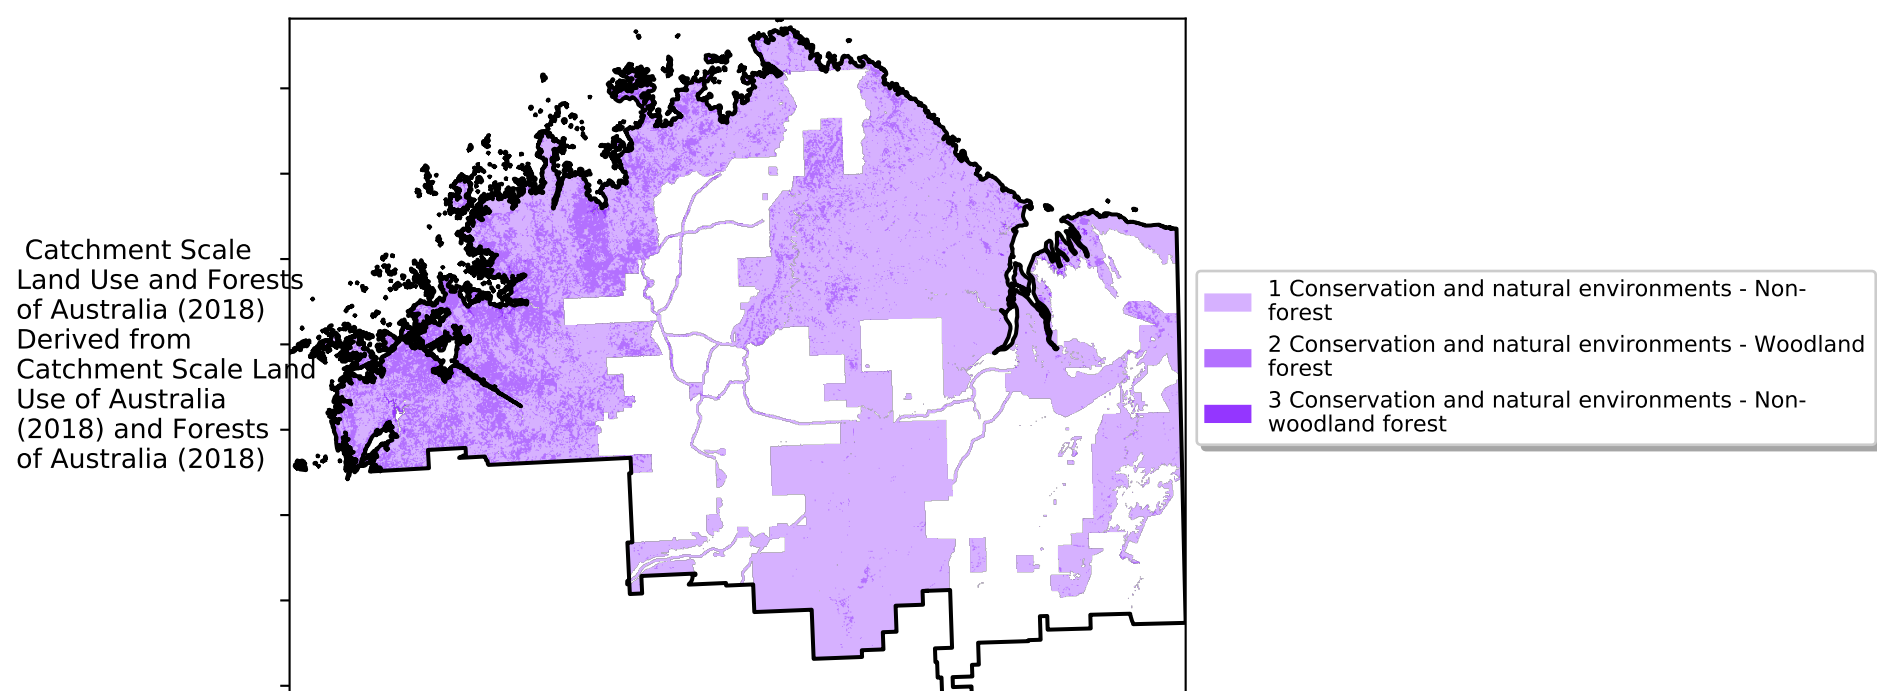 Catchment Scale
Land Use and Forests
of Australia (2018)
Derived from
Catchment Scale Land
Use of Australia
(2018) and Forests
of Australia (2018)
1 Conservation and natural environments - Non-
forest
2 Conservation and natural environments - Woodland
forest
3 Conservation and natural environments - Non-
woodland forest